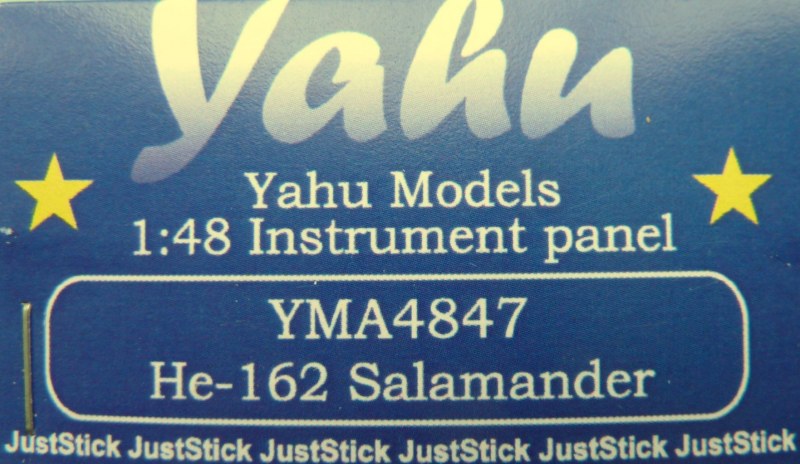 Yahu
Yahu Models
1:48 Instrument panel
YMA4847
He-162 Salamander
JustStick JustStick JustStick JustStick JustStick JustStick